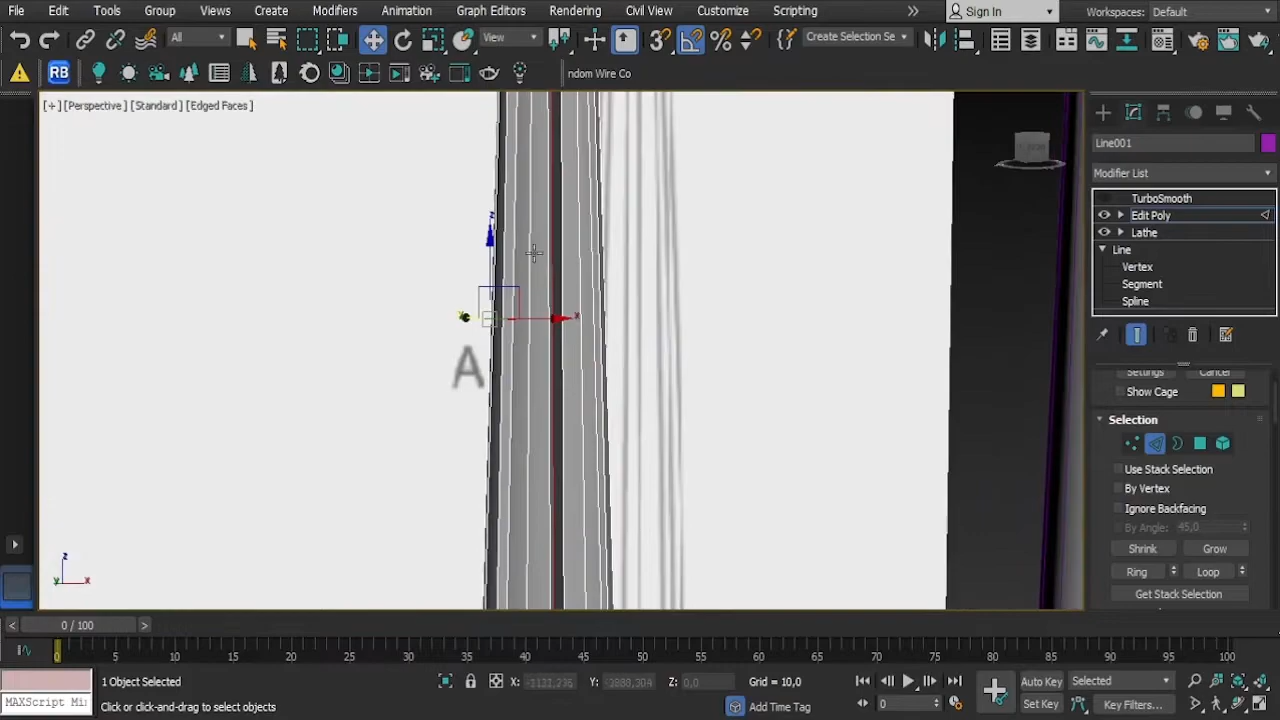 File Edit Tools Group Views Create Modifiers Animation Graph Editors Rendering Civil View Customize Scripting Sign In Workspaces: Default
All View Create Selection Se
RB ndom Wire Co
[+] [Perspective] [Standard] [Edged Faces]
Line001
Modifier List
TurboSmooth
Edit Poly
Lathe
Line
Vertex
Segment
Spline
z
x
A
Settings Cancel
Show Cage
Selection
Use Stack Selection
By Vertex
Ignore Backfacing
By Angle: 45,0
Shrink Grow
Ring Loop
Get Stack Selection
z
y x
0 / 100
0 5 10 15 20 25 30 35 40 45 50 55 60 65 70 75 80 85 90 95 100
1 Object Selected X: Y: Z: 0,0 Grid = 10,0 Auto Key Selected
MAXScript Mi Click or click-and-drag to select objects Add Time Tag 0 Set Key Key Filters...